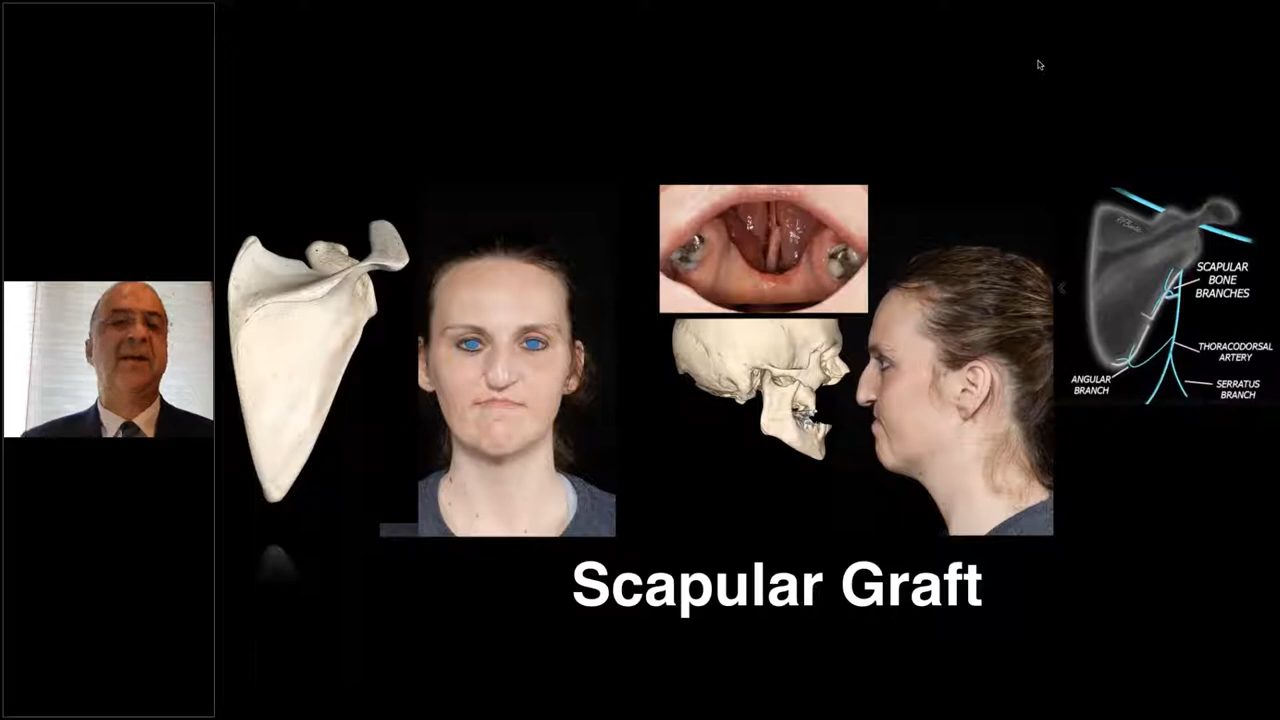 SCAPULAR
BONE
BRANCHES
THORACODORSAL
ARTERY
ANGULAR
BRANCH
SERRATUS
BRANCH
Scapular Graft